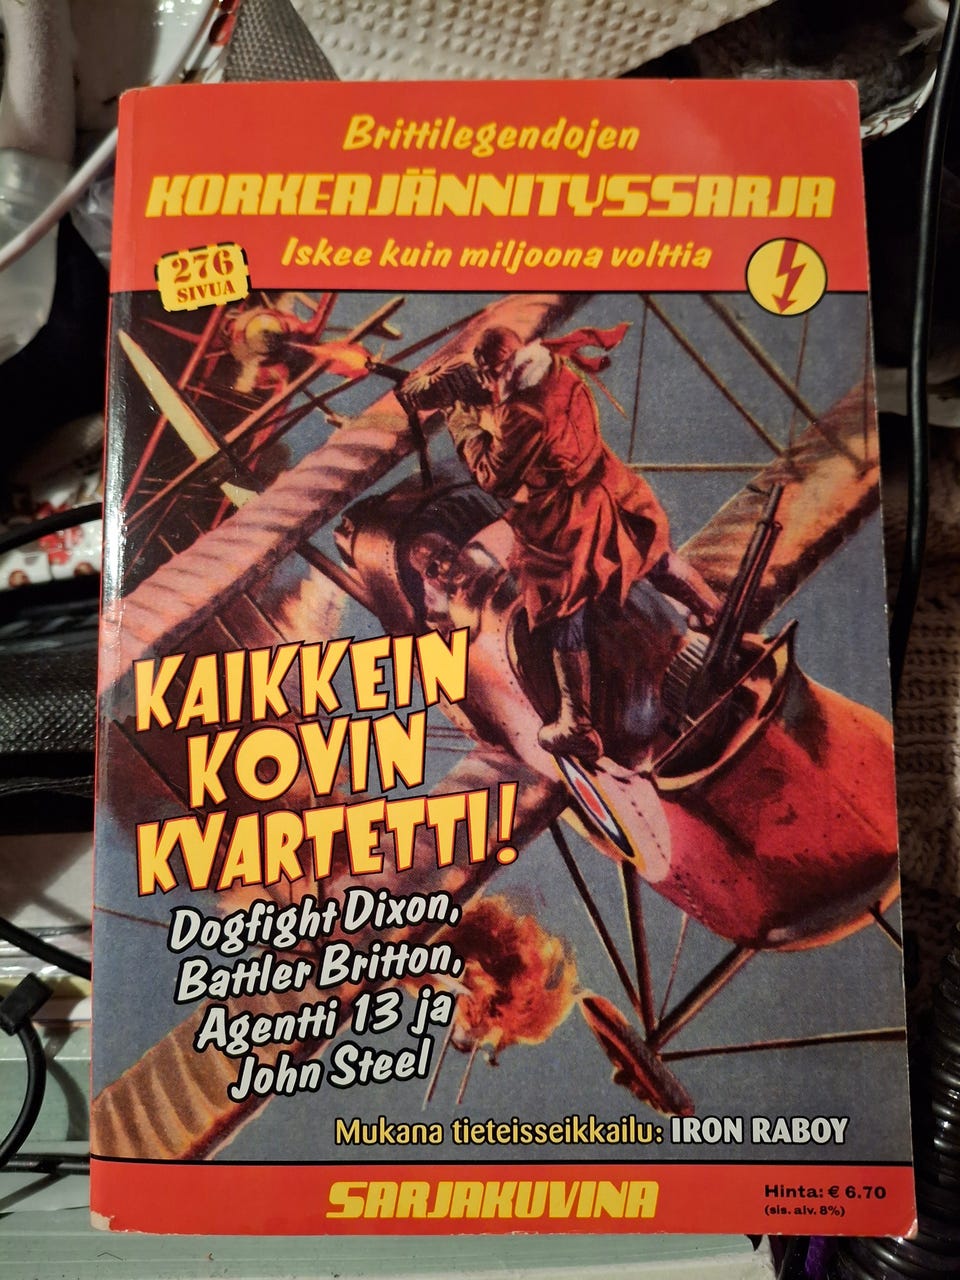 Brittilegendojen
KORKEAJÄNNITYSSARJA
Iskee kuin miljoona volttia
276
SIVUA
KAIKKEIN
KOVIN
KVARTETTI!
Dogfight Dixon,
Battler Britton,
Agentti 13 ja
John Steel
Mukana tieteisseikkailu: IRON RABOY
SARJAKUVINA
Hinta: € 6.70
(sis. alv. 8%)